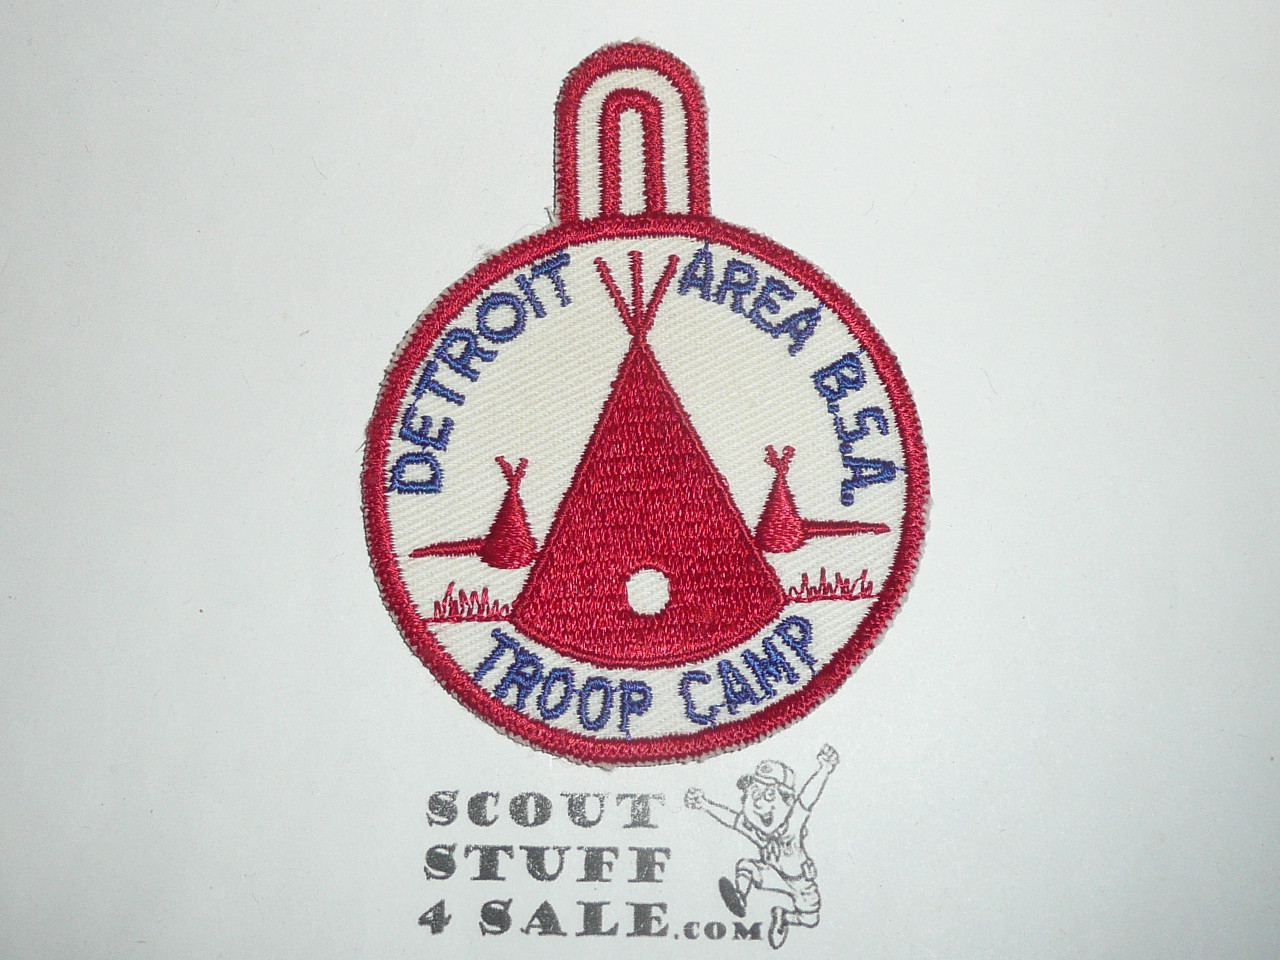 DETROIT AREA B.S.A.
TROOP CAMP
SCOUT
STUFF
4 SALE.COM